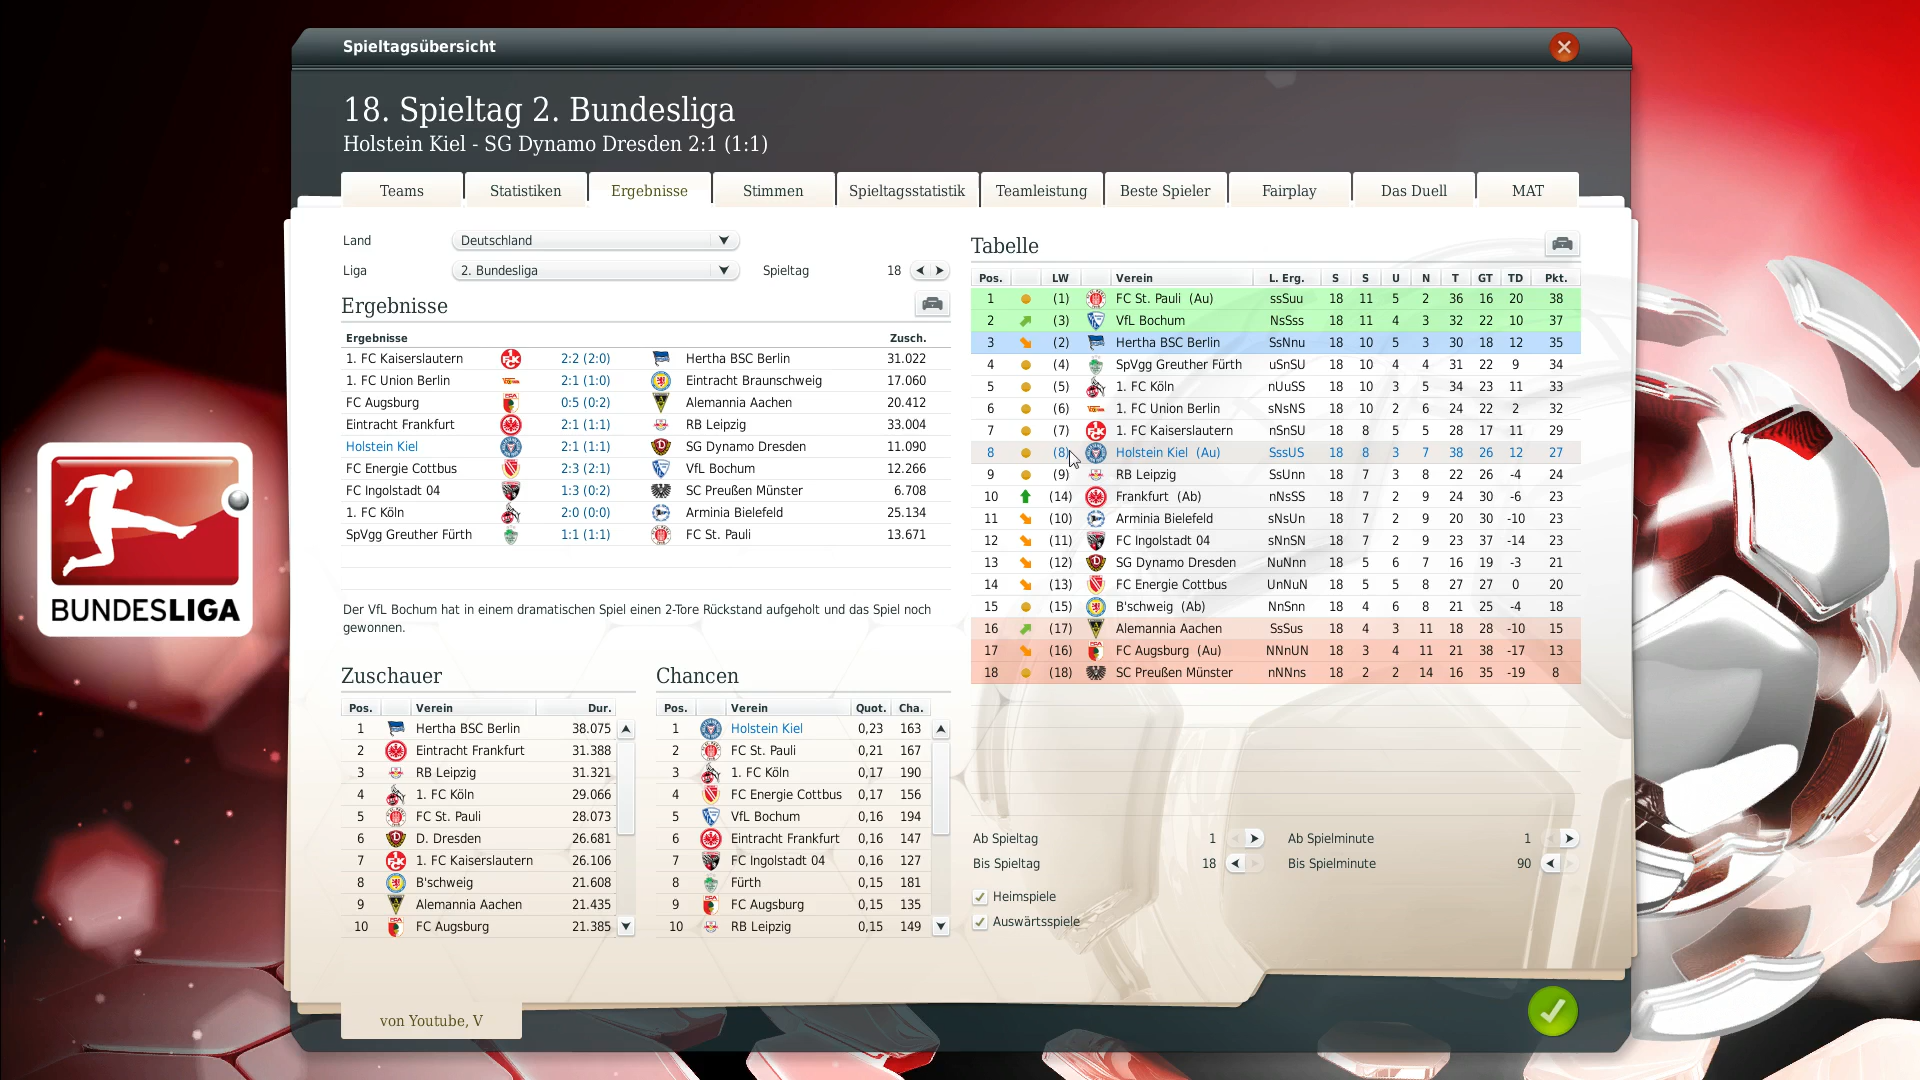 Spieltagsübersicht
18. Spieltag 2. Bundesliga
Holstein Kiel - SG Dynamo Dresden 2:1 (1:1)
Teams Statistiken Ergebnisse Stimmen Spieltagsstatistik Teamleistung Beste Spieler Fairplay Das Duell MAT
Land Deutschland
Liga 2. Bundesliga Spieltag 18
Ergebnisse
Ergebnisse Zusch.
1. FC Kaiserslautern 2:2 (2:0) Hertha BSC Berlin 31.022
1. FC Union Berlin 2:1 (1:0) Eintracht Braunschweig 17.060
FC Augsburg 0:5 (0:2) Alemannia Aachen 20.412
Eintracht Frankfurt 2:1 (1:1) RB Leipzig 33.004
Holstein Kiel 2:1 (1:1) SG Dynamo Dresden 11.090
FC Energie Cottbus 2:3 (2:1) VfL Bochum 12.266
FC Ingolstadt 04 1:3 (0:2) SC Preußen Münster 6.708
1. FC Köln 2:0 (0:0) Arminia Bielefeld 25.134
SpVgg Greuther Fürth 1:1 (1:1) FC St. Pauli 13.671
Der VfL Bochum hat in einem dramatischen Spiel einen 2-Tore Rückstand aufgeholt und das Spiel noch
gewonnen.
Zuschauer
Pos. Verein Dur.
1 Hertha BSC Berlin 38.075
2 Eintracht Frankfurt 31.388
3 RB Leipzig 31.321
4 1. FC Köln 29.066
5 FC St. Pauli 28.073
6 D. Dresden 26.681
7 1. FC Kaiserslautern 26.106
8 B'schweig 21.608
9 Alemannia Aachen 21.435
10 FC Augsburg 21.385
Chancen
Pos. Verein Quot. Cha.
1 Holstein Kiel 0,23 163
2 FC St. Pauli 0,21 167
3 1. FC Köln 0,17 190
4 FC Energie Cottbus 0,17 156
5 VfL Bochum 0,16 194
6 Eintracht Frankfurt 0,16 147
7 FC Ingolstadt 04 0,16 127
8 Fürth 0,15 181
9 FC Augsburg 0,15 135
10 RB Leipzig 0,15 149
Tabelle
Pos. LW Verein L. Erg. S S U N T GT TD Pkt.
1 (1) FC St. Pauli (Au) ssSuu 18 11 5 2 36 16 20 38
2 (3) VfL Bochum NsSss 18 11 4 3 32 22 10 37
3 (2) Hertha BSC Berlin SsNnu 18 10 5 3 30 18 12 35
4 (4) SpVgg Greuther Fürth uSnSU 18 10 4 4 31 22 9 34
5 (5) 1. FC Köln nUuSS 18 10 3 5 34 23 11 33
6 (6) 1. FC Union Berlin sNsNS 18 10 2 6 24 22 2 32
7 (7) 1. FC Kaiserslautern nSnSU 18 8 5 5 28 17 11 29
8 (8) Holstein Kiel (Au) SssUS 18 8 3 7 38 26 12 27
9 (9) RB Leipzig SsUnn 18 7 3 8 22 26 -4 24
10 (14) Frankfurt (Ab) nNsSS 18 7 2 9 24 30 -6 23
11 (10) Arminia Bielefeld sNsUn 18 7 2 9 20 30 -10 23
12 (11) FC Ingolstadt 04 sNnSN 18 7 2 9 23 37 -14 23
13 (12) SG Dynamo Dresden NuNnn 18 5 6 7 16 19 -3 21
14 (13) FC Energie Cottbus UnNuN 18 5 5 8 27 27 0 20
15 (15) B'schweig (Ab) NnSnn 18 4 6 8 21 25 -4 18
16 (17) Alemannia Aachen SsSus 18 4 3 11 18 28 -10 15
17 (16) FC Augsburg (Au) NNnUN 18 3 4 11 21 38 -17 13
18 (18) SC Preußen Münster nNNns 18 2 2 14 16 35 -19 8
Ab Spieltag 1 Ab Spielminute 1
Bis Spieltag 18 Bis Spielminute 90
Heimspiele
Auswärtsspiele
von Youtube, V
BUNDESLIGA